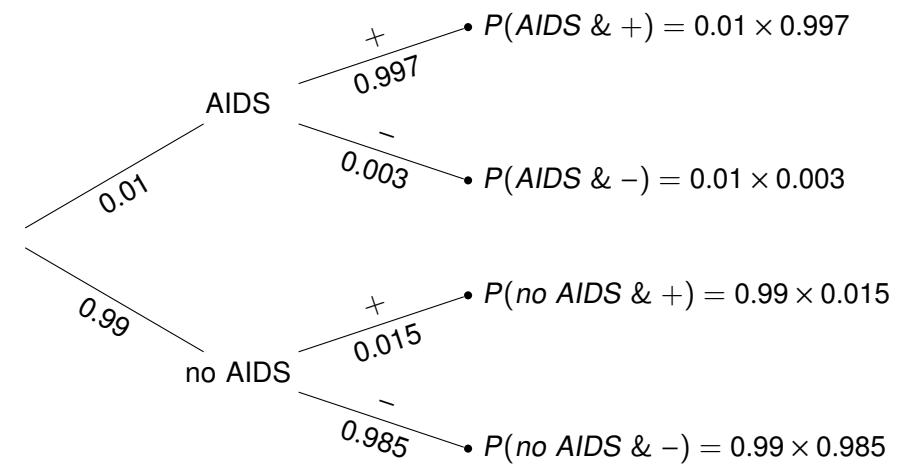 +
0.997
P(AIDS & +) = 0.01 × 0.997
AIDS
−
0.003
P(AIDS & −) = 0.01 × 0.003
0.01
0.99
+
0.015
P(no AIDS & +) = 0.99 × 0.015
no AIDS
−
0.985
P(no AIDS & −) = 0.99 × 0.985